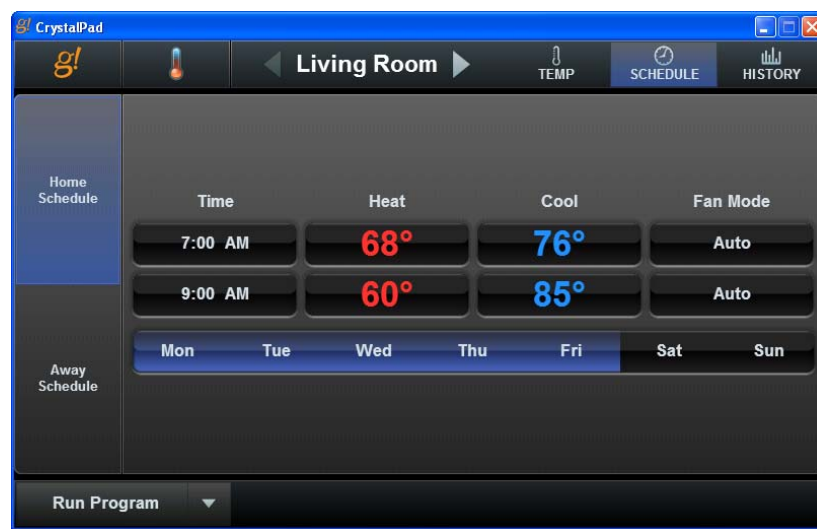 g! CrystalPad
g! Living Room TEMP SCHEDULE HISTORY
Home
Schedule
Time Heat Cool Fan Mode
7:00 AM 68° 76° Auto
9:00 AM 60° 85° Auto
Mon Tue Wed Thu Fri Sat Sun
Away
Schedule
Run Program